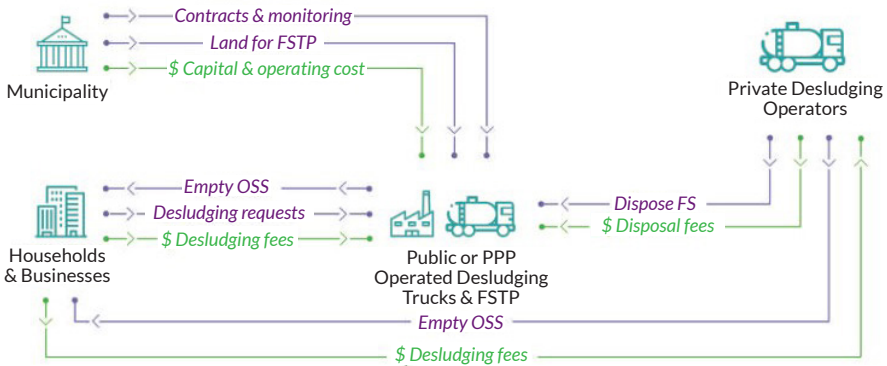 Contracts & monitoring
Land for FSTP
$ Capital & operating cost
Municipality
Private Desludging
Operators
Empty OSS
Desludging requests
$ Desludging fees
Dispose FS
$ Disposal fees
Households
& Businesses
Public or PPP
Operated Desludging
Trucks & FSTP
Empty OSS
$ Desludging fees